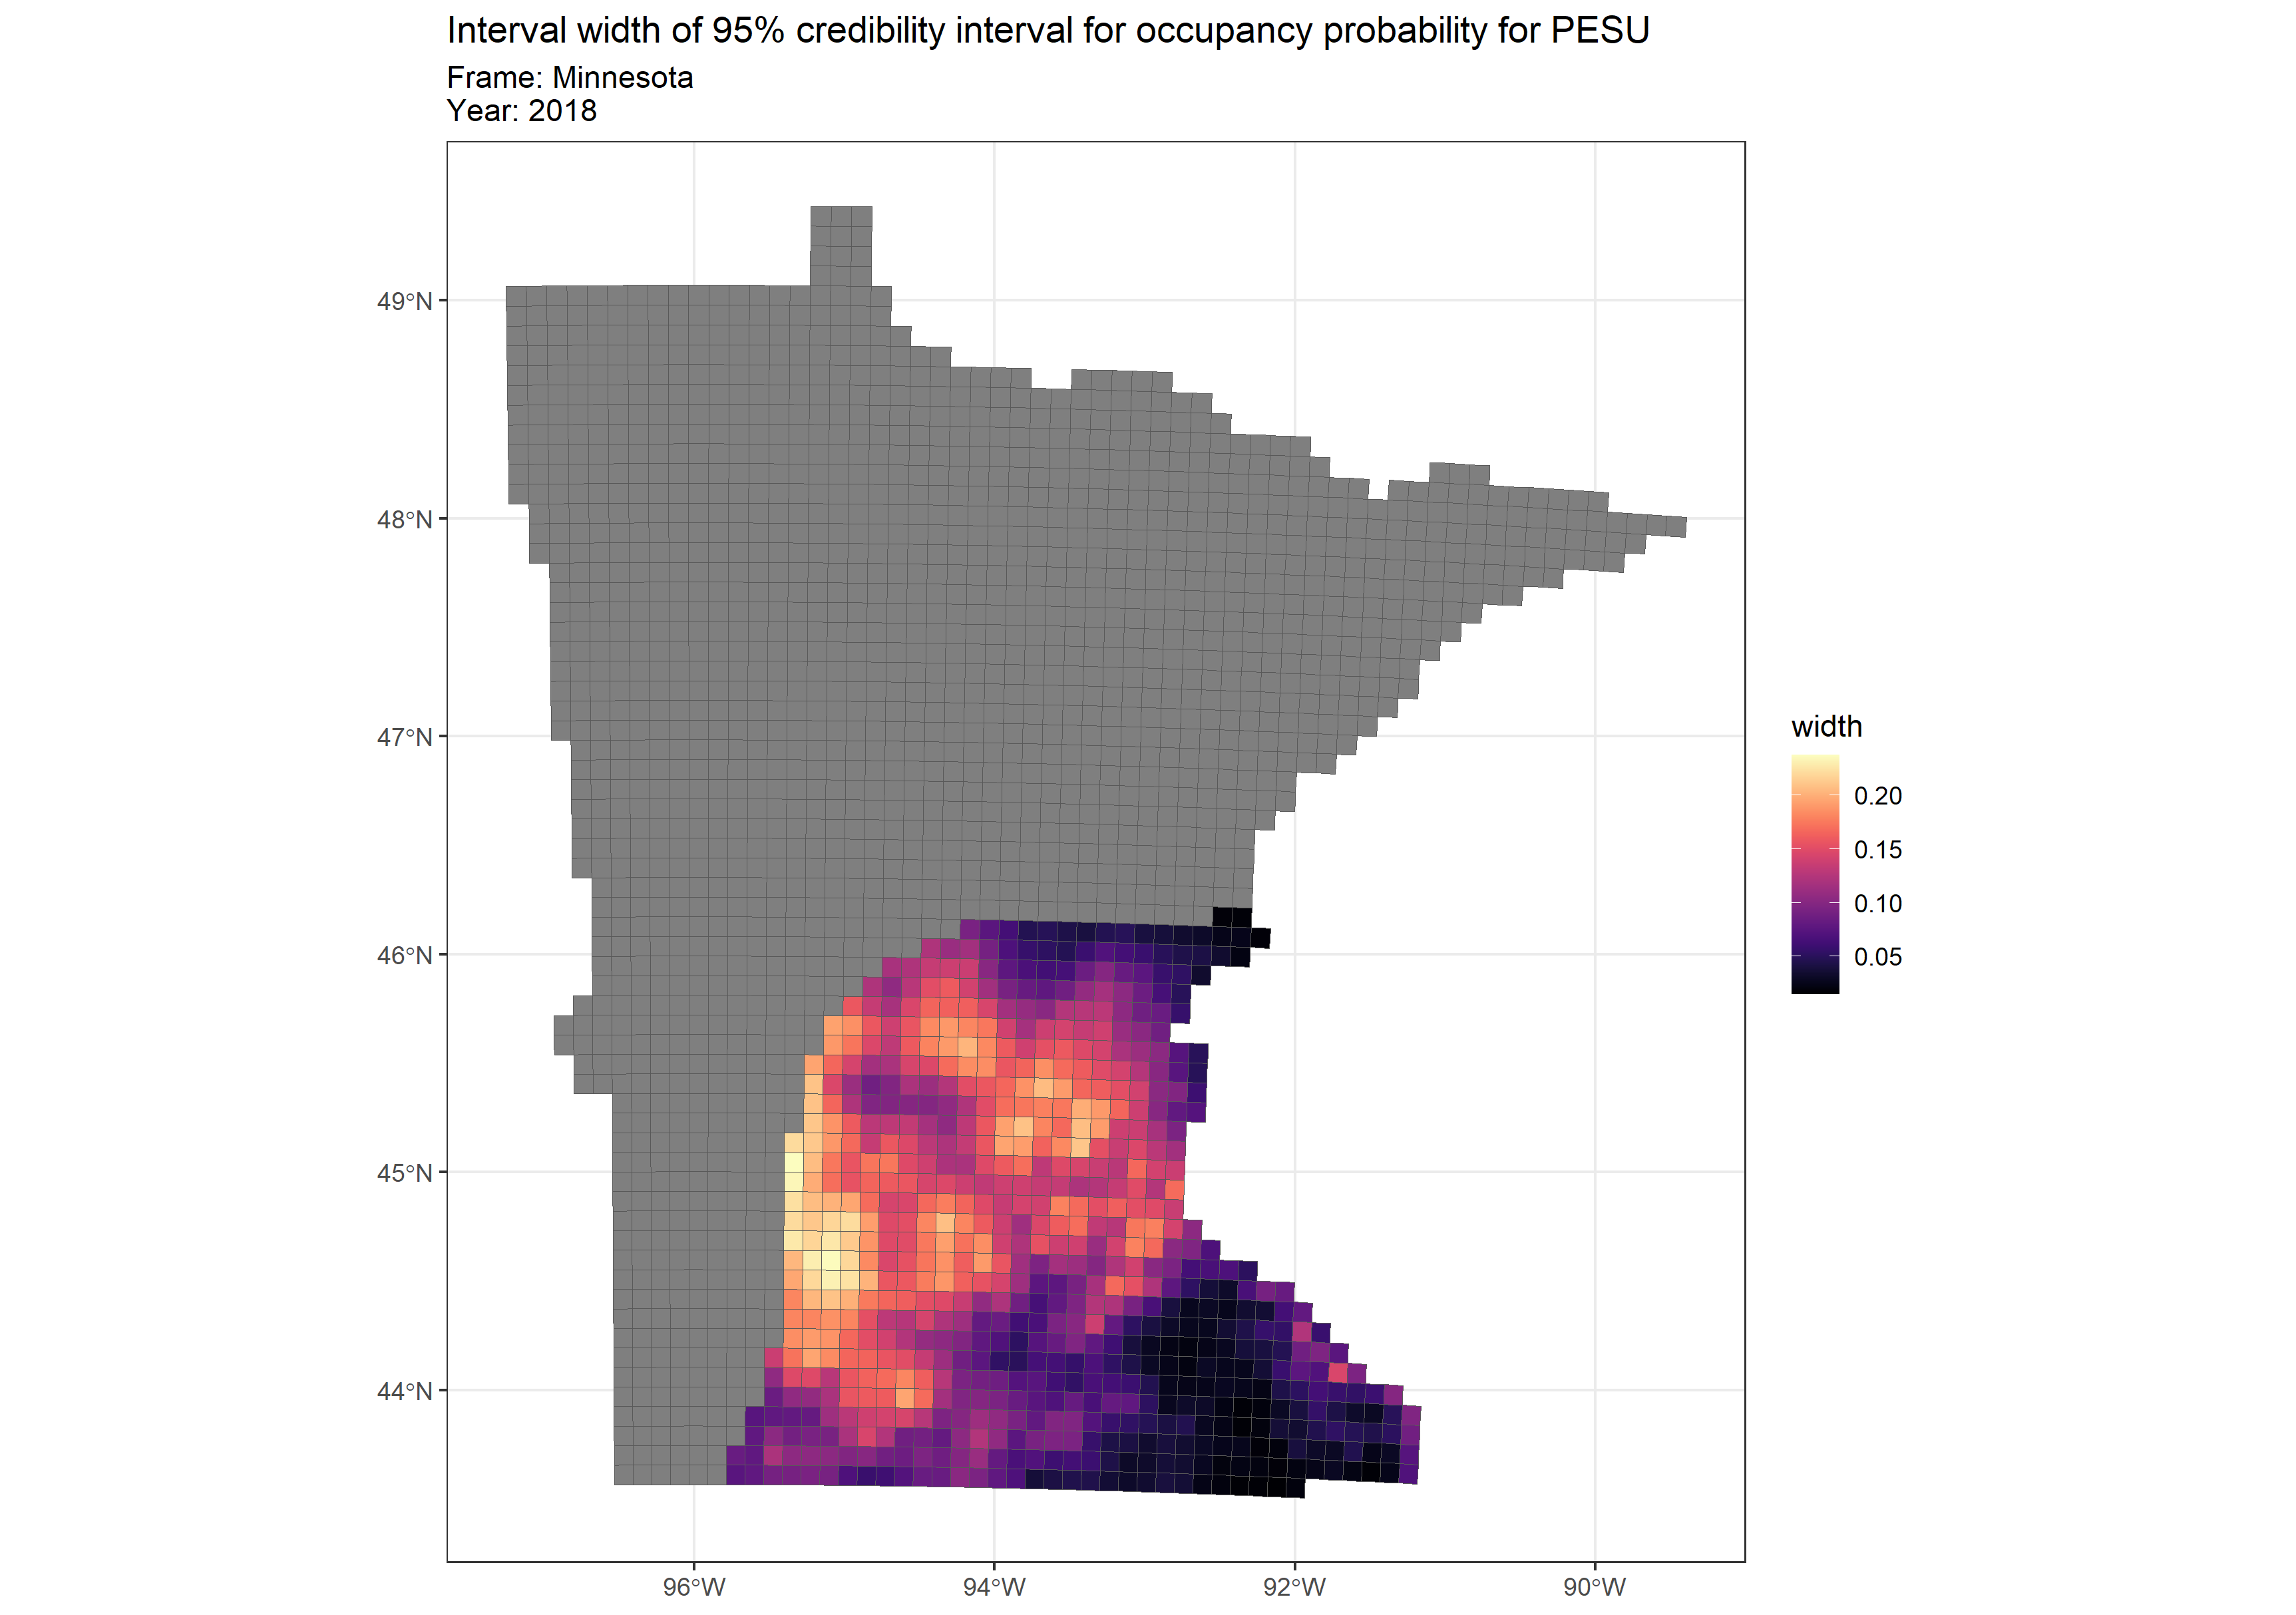 Interval width of 95% credibility interval for occupancy probability for PESU
Frame: Minnesota
Year: 2018
49°N
48°N
47°N
46°N
45°N
44°N
96°W
94°W
92°W
90°W
width
0.20
0.15
0.10
0.05